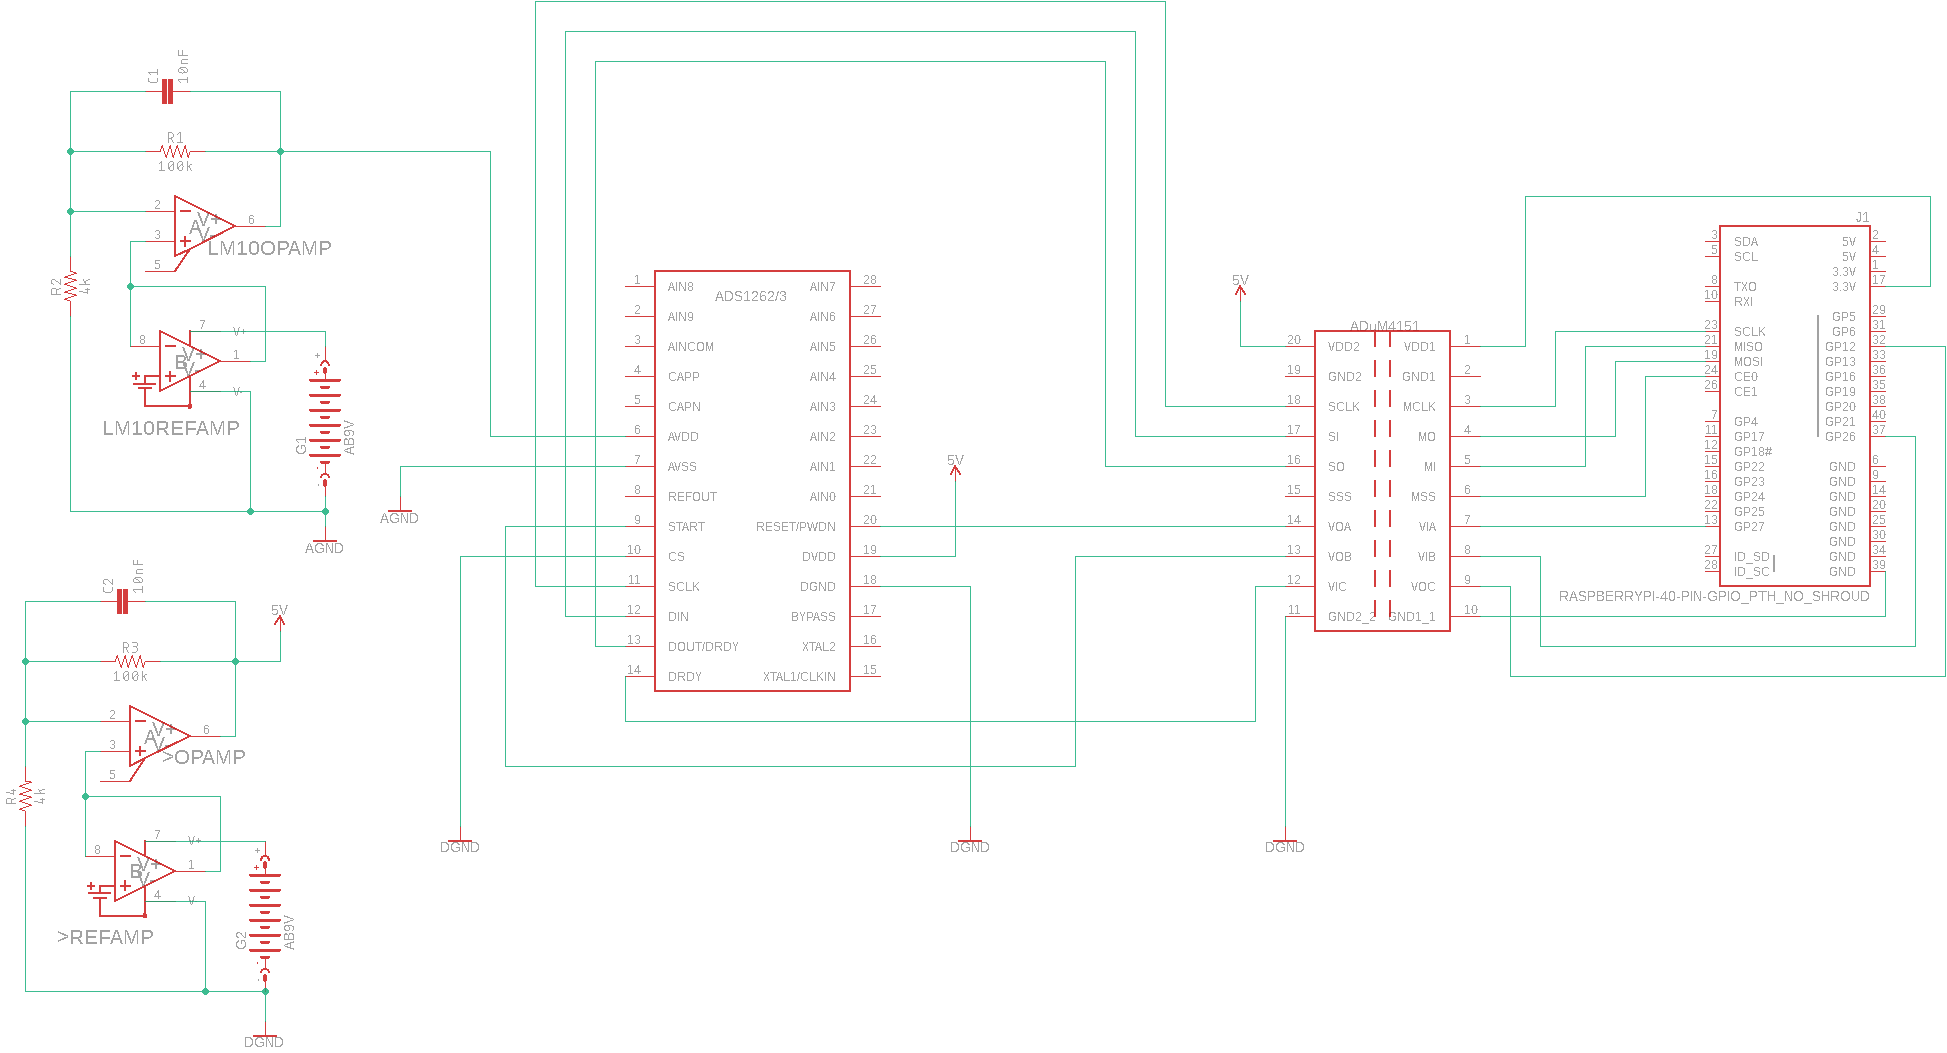 C1
10nF
R1
100k
2
3
5
6
A
V+
V-
LM10OPAMP
R2
4k
8
7
V+
1
4
V-
B
V+
V-
LM10REFAMP
+
+
-
-
G1
AB9V
AGND
AGND
C2
10nF
5V
R3
100k
2
3
5
6
A
V+
V-
>OPAMP
R4
4k
8
7
V+
1
4
V-
B
V+
V-
>REFAMP
+
+
-
-
G2
AB9V
DGND
ADS1262/3
1 AIN8 AIN7 28
2 AIN9 AIN6 27
3 AINCOM AIN5 26
4 CAPP AIN4 25
5 CAPN AIN3 24
6 AVDD AIN2 23
7 AVSS AIN1 22
8 REFOUT AIN0 21
9 START RESET/PWDN 20
10 CS DVDD 19
11 SCLK DGND 18
12 DIN BYPASS 17
13 DOUT/DRDY XTAL2 16
14 DRDY XTAL1/CLKIN 15
5V
DGND
DGND
5V
ADuM4151
20 VDD2 VDD1 1
19 GND2 GND1 2
18 SCLK MCLK 3
17 SI MO 4
16 SO MI 5
15 SSS MSS 6
14 VOA VIA 7
13 VOB VIB 8
12 VIC VOC 9
11 GND2_2 GND1_1 10
DGND
J1
3 SDA 5V 2
5 SCL 5V 4
3.3V 1
8 TXO 3.3V 17
10 RXI
GP5 29
23 SCLK GP6 31
21 MISO GP12 32
19 MOSI GP13 33
24 CE0 GP16 36
26 CE1 GP19 35
GP20 38
7 GP4 GP21 40
11 GP17 GP26 37
12 GP18#
15 GP22 GND 6
16 GP23 GND 9
18 GP24 GND 14
22 GP25 GND 20
13 GP27 GND 25
GND 30
27 ID_SD GND 34
28 ID_SC GND 39
RASPBERRYPI-40-PIN-GPIO_PTH_NO_SHROUD